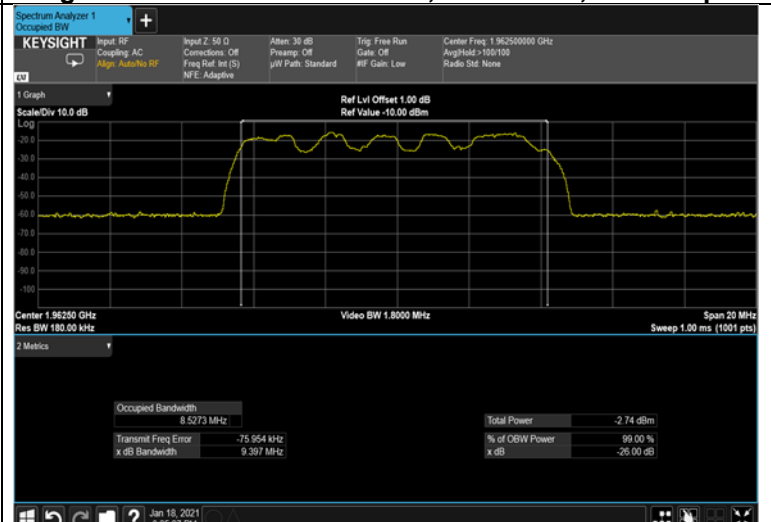 Spectrum Analyzer 1
Occupied BW
+
KEYSIGHT
Input: RF
Coupling: AC
Align: Auto/No RF
Input Z: 50 Ω
Corrections: Off
Freq Ref: Int (S)
NFE: Adaptive
Atten: 30 dB
Preamp: Off
µW Path: Standard
Trig: Free Run
Gate: Off
#IF Gain: Low
Center Freq: 1.962500000 GHz
Avg|Hold:>100/100
Radio Std: None
1 Graph
Scale/Div 10.0 dB
Ref Lvl Offset 1.00 dB
Ref Value -10.00 dBm
Log
-20.0
-30.0
-40.0
-50.0
-60.0
-70.0
-80.0
-90.0
-100
Center 1.96250 GHz
Video BW 1.8000 MHz
Span 20 MHz
Res BW 180.00 kHz
Sweep 1.00 ms (1001 pts)
2 Metrics
Occupied Bandwidth
8.5273 MHz
Transmit Freq Error -75.954 kHz
x dB Bandwidth 9.397 MHz
Total Power -2.74 dBm
% of OBW Power 99.00 %
x dB -26.00 dB
?
Jan 18, 2021